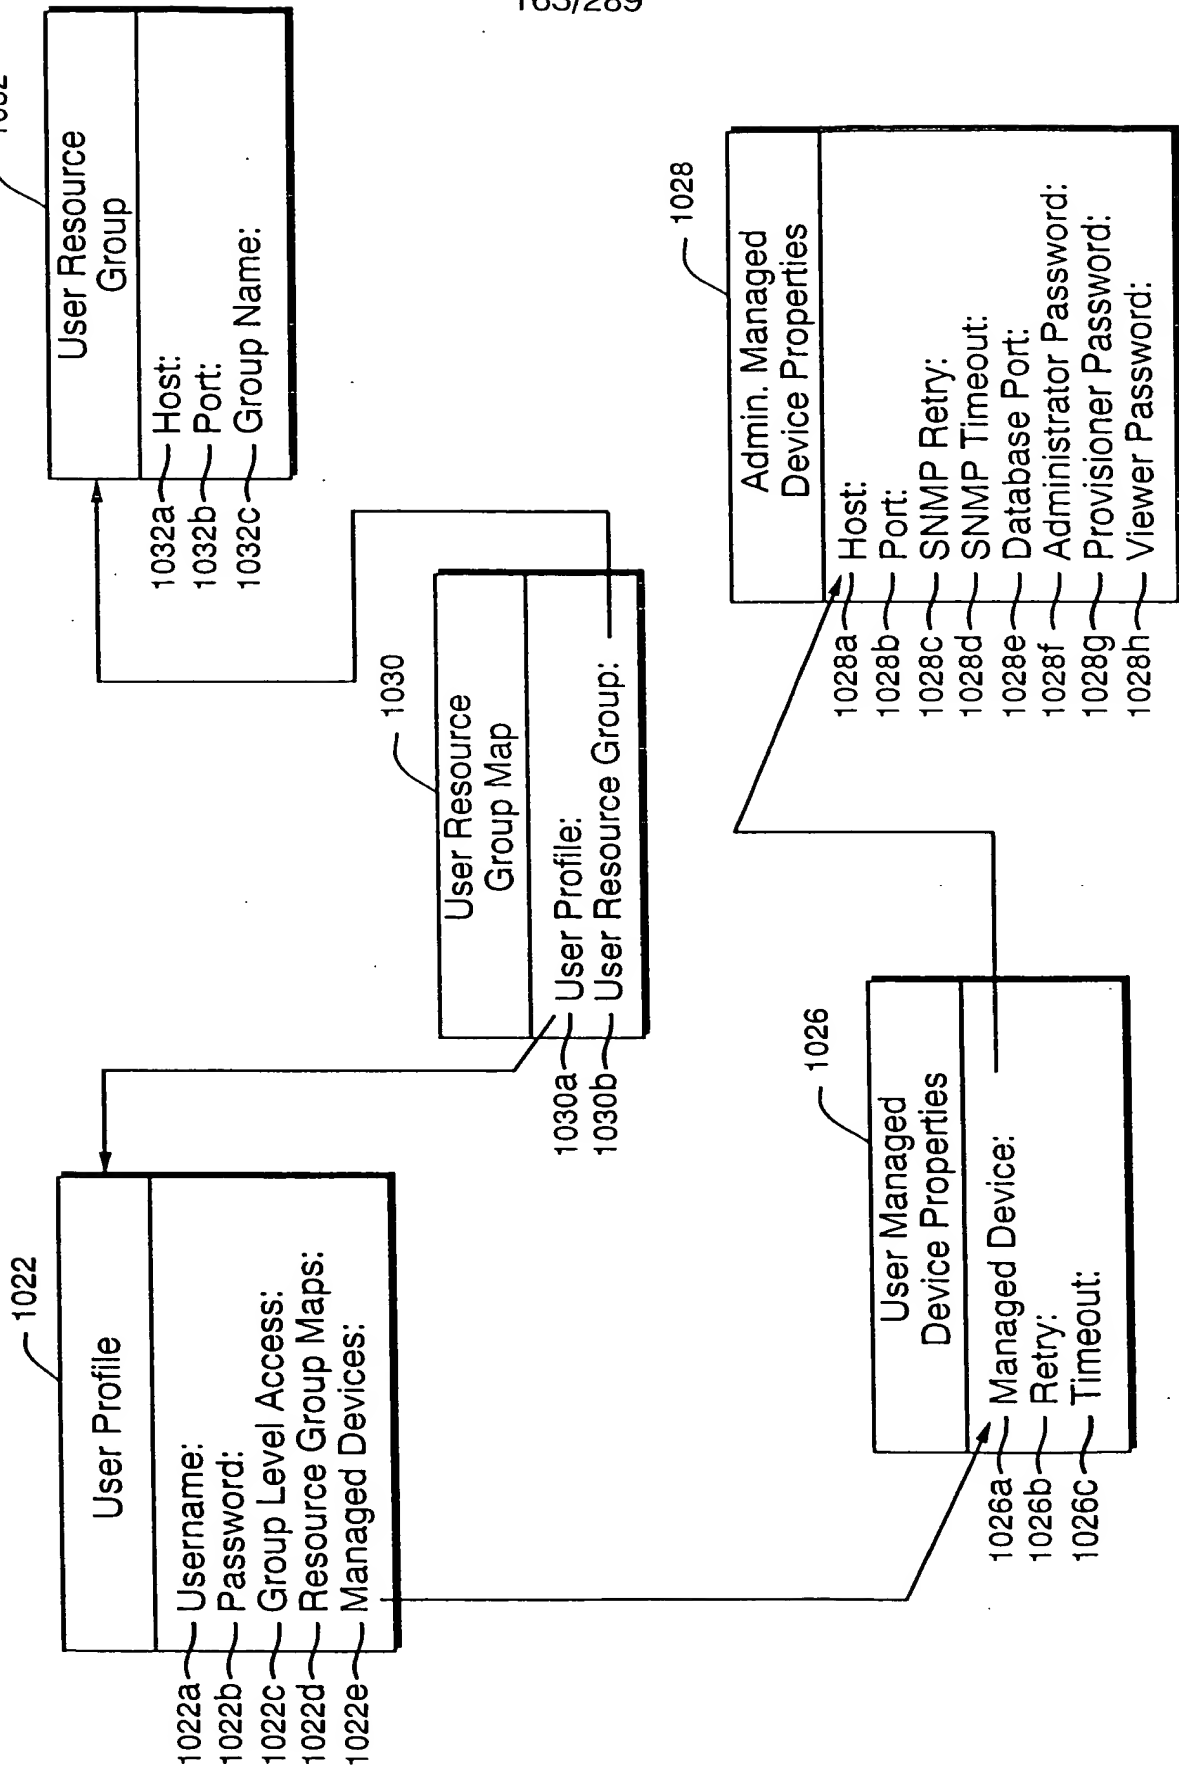 163/289
User Profile
1022
1022a Username:
1022b Password:
1022c Group Level Access:
1022d Resource Group Maps:
1022e Managed Devices:
User Resource
Group Map
1030
1030a User Profile:
1030b User Resource Group:
User Resource
Group
1032
1032a Host:
1032b Port:
1032c Group Name:
User Managed
Device Properties
1026
1026a Managed Device:
1026b Retry:
1026c Timeout:
Admin. Managed
Device Properties
1028
1028a Host:
1028b Port:
1028c SNMP Retry:
1028d SNMP Timeout:
1028e Database Port:
1028f Administrator Password:
1028g Provisioner Password:
1028h Viewer Password: